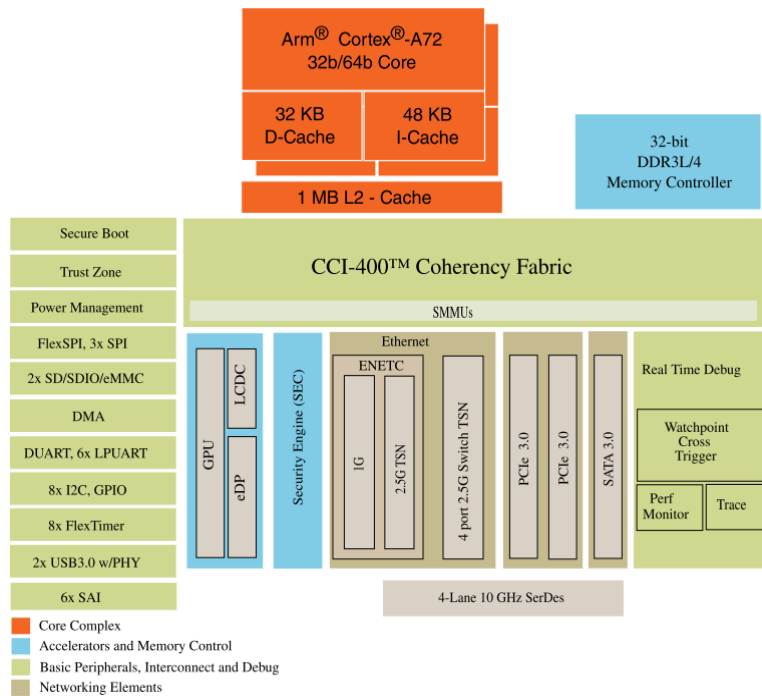 Arm® Cortex®-A72
32b/64b Core
32 KB
D-Cache
48 KB
I-Cache
1 MB L2 - Cache
32-bit
DDR3L/4
Memory Controller
Secure Boot
Trust Zone
Power Management
FlexSPI, 3x SPI
2x SD/SDIO/eMMC
DMA
DUART, 6x LPUART
8x I2C, GPIO
8x FlexTimer
2x USB3.0 w/PHY
6x SAI
CCI-400™ Coherency Fabric
SMMUs
GPU
LCDC
eDP
Security Engine (SEC)
Ethernet
ENETC
1G
2.5G TSN
4 port 2.5G Switch TSN
PCIe 3.0
PCIe 3.0
SATA 3.0
Real Time Debug
Watchpoint
Cross
Trigger
Perf
Monitor
Trace
4-Lane 10 GHz SerDes
Core Complex
Accelerators and Memory Control
Basic Peripherals, Interconnect and Debug
Networking Elements